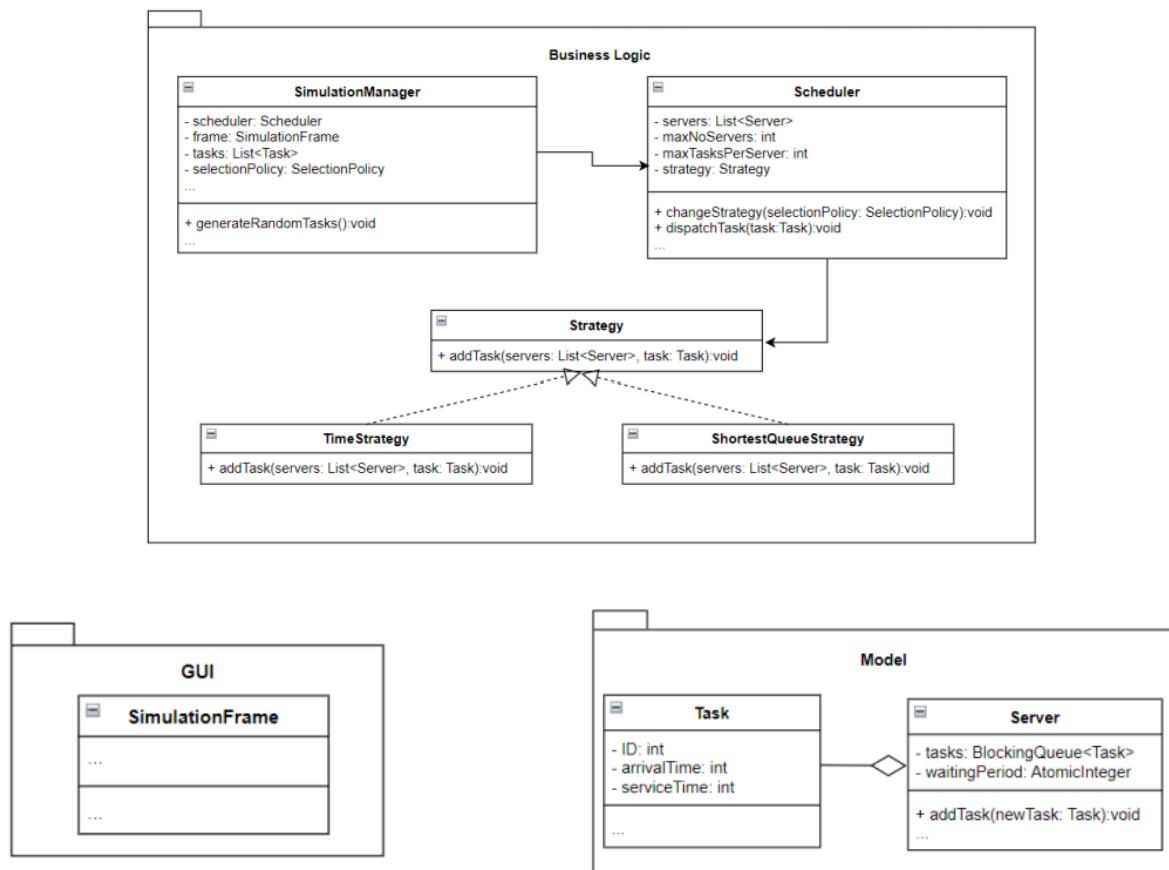 Business Logic
SimulationManager
- scheduler: Scheduler
- frame: SimulationFrame
- tasks: List<Task>
- selectionPolicy: SelectionPolicy
...
+ generateRandomTasks():void
...
Scheduler
- servers: List<Server>
- maxNoServers: int
- maxTasksPerServer: int
- strategy: Strategy
+ changeStrategy(selectionPolicy: SelectionPolicy):void
+ dispatchTask(task:Task):void
...
Strategy
+ addTask(servers: List<Server>, task: Task):void
TimeStrategy
+ addTask(servers: List<Server>, task: Task):void
ShortestQueueStrategy
+ addTask(servers: List<Server>, task: Task):void
GUI
SimulationFrame
...
...
Model
Task
- ID: int
- arrivalTime: int
- serviceTime: int
...
Server
- tasks: BlockingQueue<Task>
- waitingPeriod: AtomicInteger
+ addTask(newTask: Task):void
...